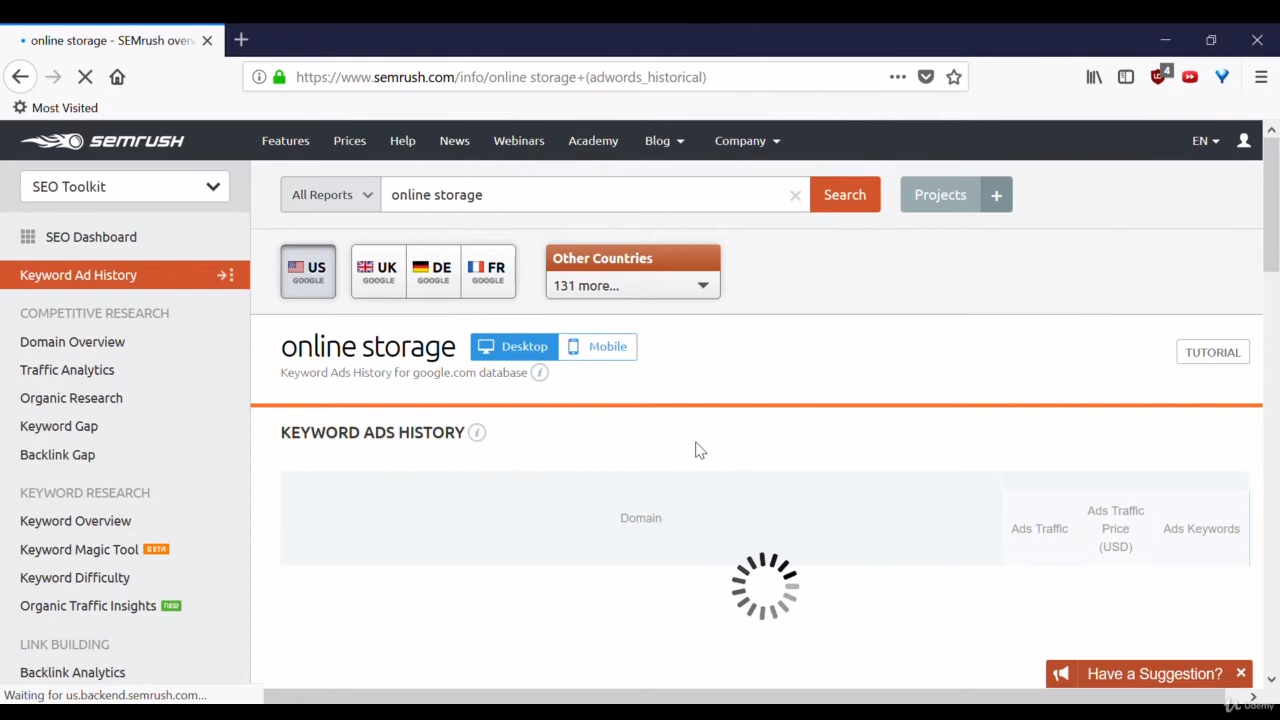 online storage - SEMrush overv
https://www.semrush.com/info/online storage+(adwords_historical)
4
Most Visited
SEMRUSH
Features
Prices
Help
News
Webinars
Academy
Blog
Company
EN
SEO Toolkit
All Reports
online storage
Search
Projects
+
SEO Dashboard
Keyword Ad History
US
GOOGLE
UK
GOOGLE
DE
GOOGLE
FR
GOOGLE
Other Countries
131 more...
COMPETITIVE RESEARCH
Domain Overview
Traffic Analytics
Organic Research
Keyword Gap
Backlink Gap
KEYWORD RESEARCH
Keyword Overview
Keyword Magic Tool BETA
Keyword Difficulty
Organic Traffic Insights NEW
LINK BUILDING
Backlink Analytics
online storage
Desktop
Mobile
TUTORIAL
Keyword Ads History for google.com database
KEYWORD ADS HISTORY
Domain
Ads Traffic
Ads Traffic
Price
(USD)
Ads Keywords
Have a Suggestion?
Waiting for us.backend.semrush.com...
Udemy